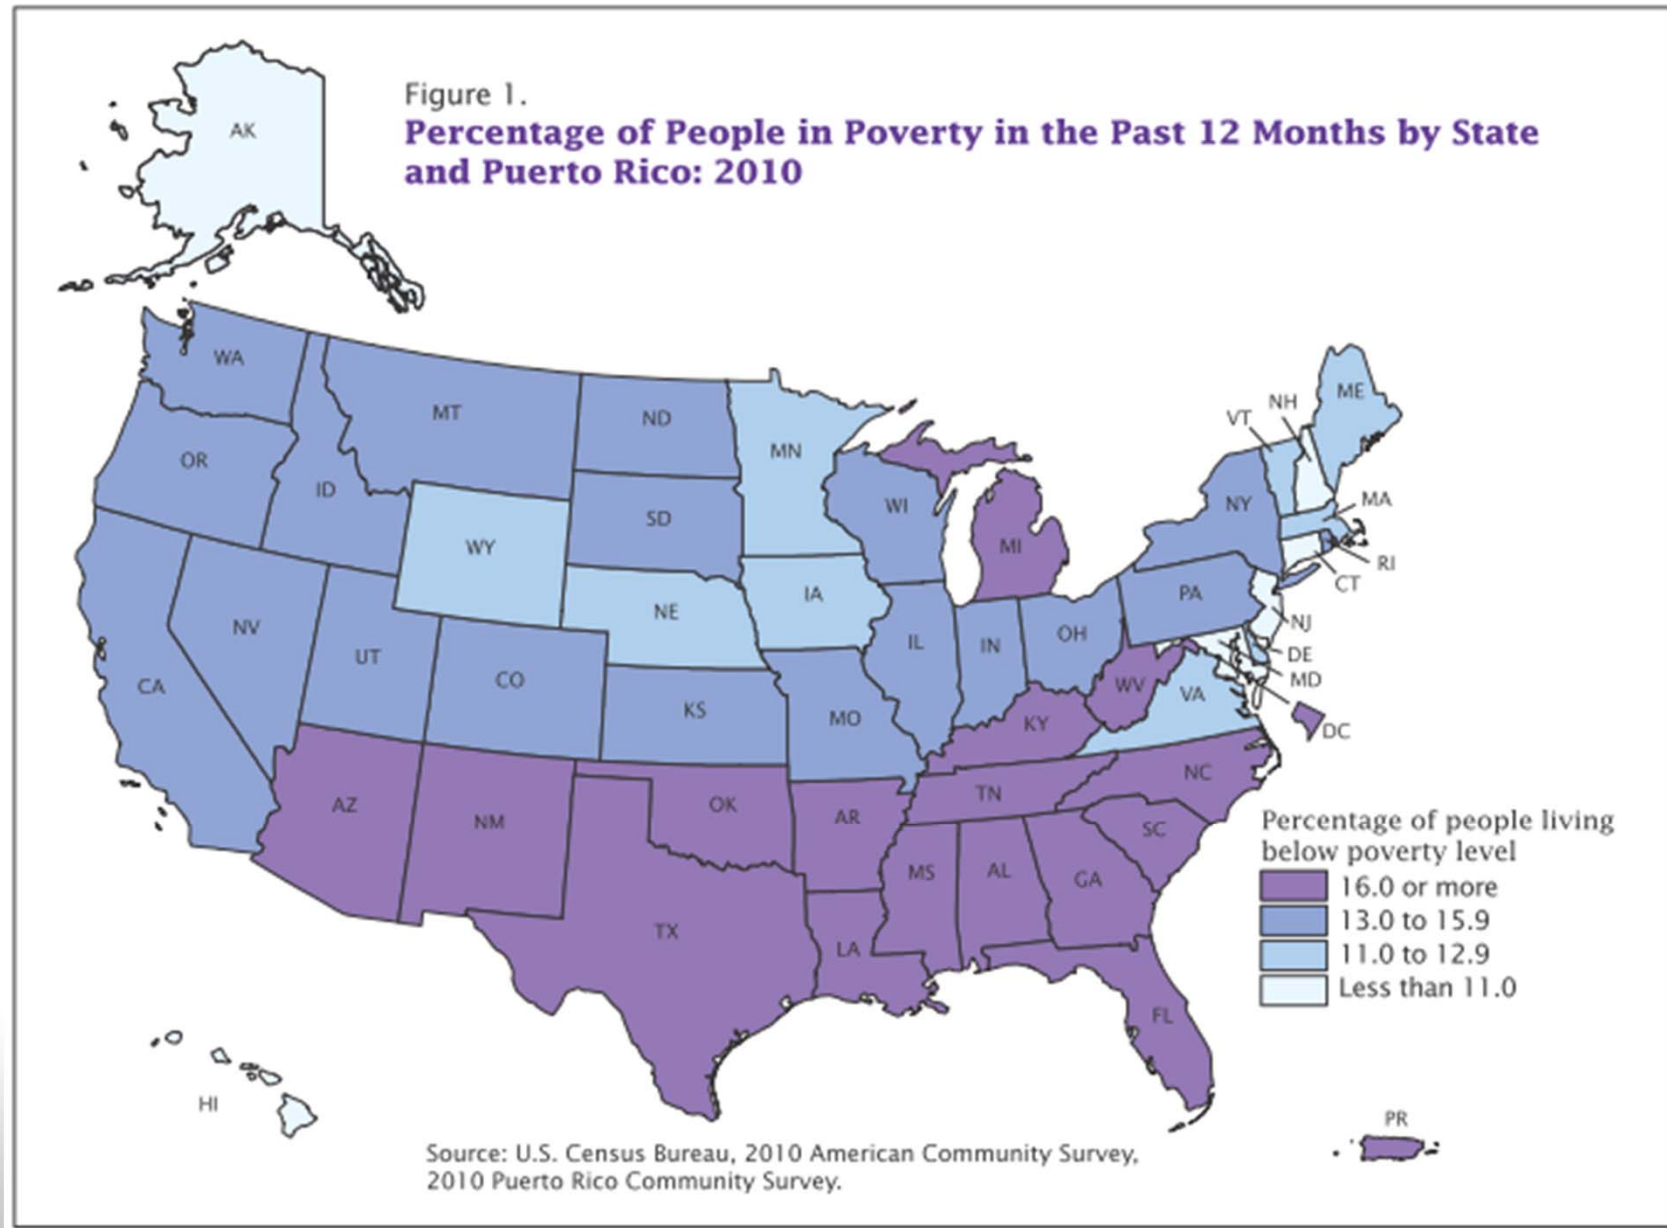 AK
Figure 1.
Percentage of People in Poverty in the Past 12 Months by State
and Puerto Rico: 2010
WA
MT
ND
MN
ME
NH
VT
OR
ID
SD
WI
NY
MA
MI
RI
CT
WY
IA
NE
PA
NJ
NV
UT
CO
IL
IN
OH
DE
MD
CA
KS
MO
WV
VA
KY
DC
AZ
NM
OK
AR
TN
NC
SC
MS
AL
GA
TX
LA
FL
Percentage of people living
below poverty level
16.0 or more
13.0 to 15.9
11.0 to 12.9
Less than 11.0
HI
PR
Source: U.S. Census Bureau, 2010 American Community Survey,
2010 Puerto Rico Community Survey.